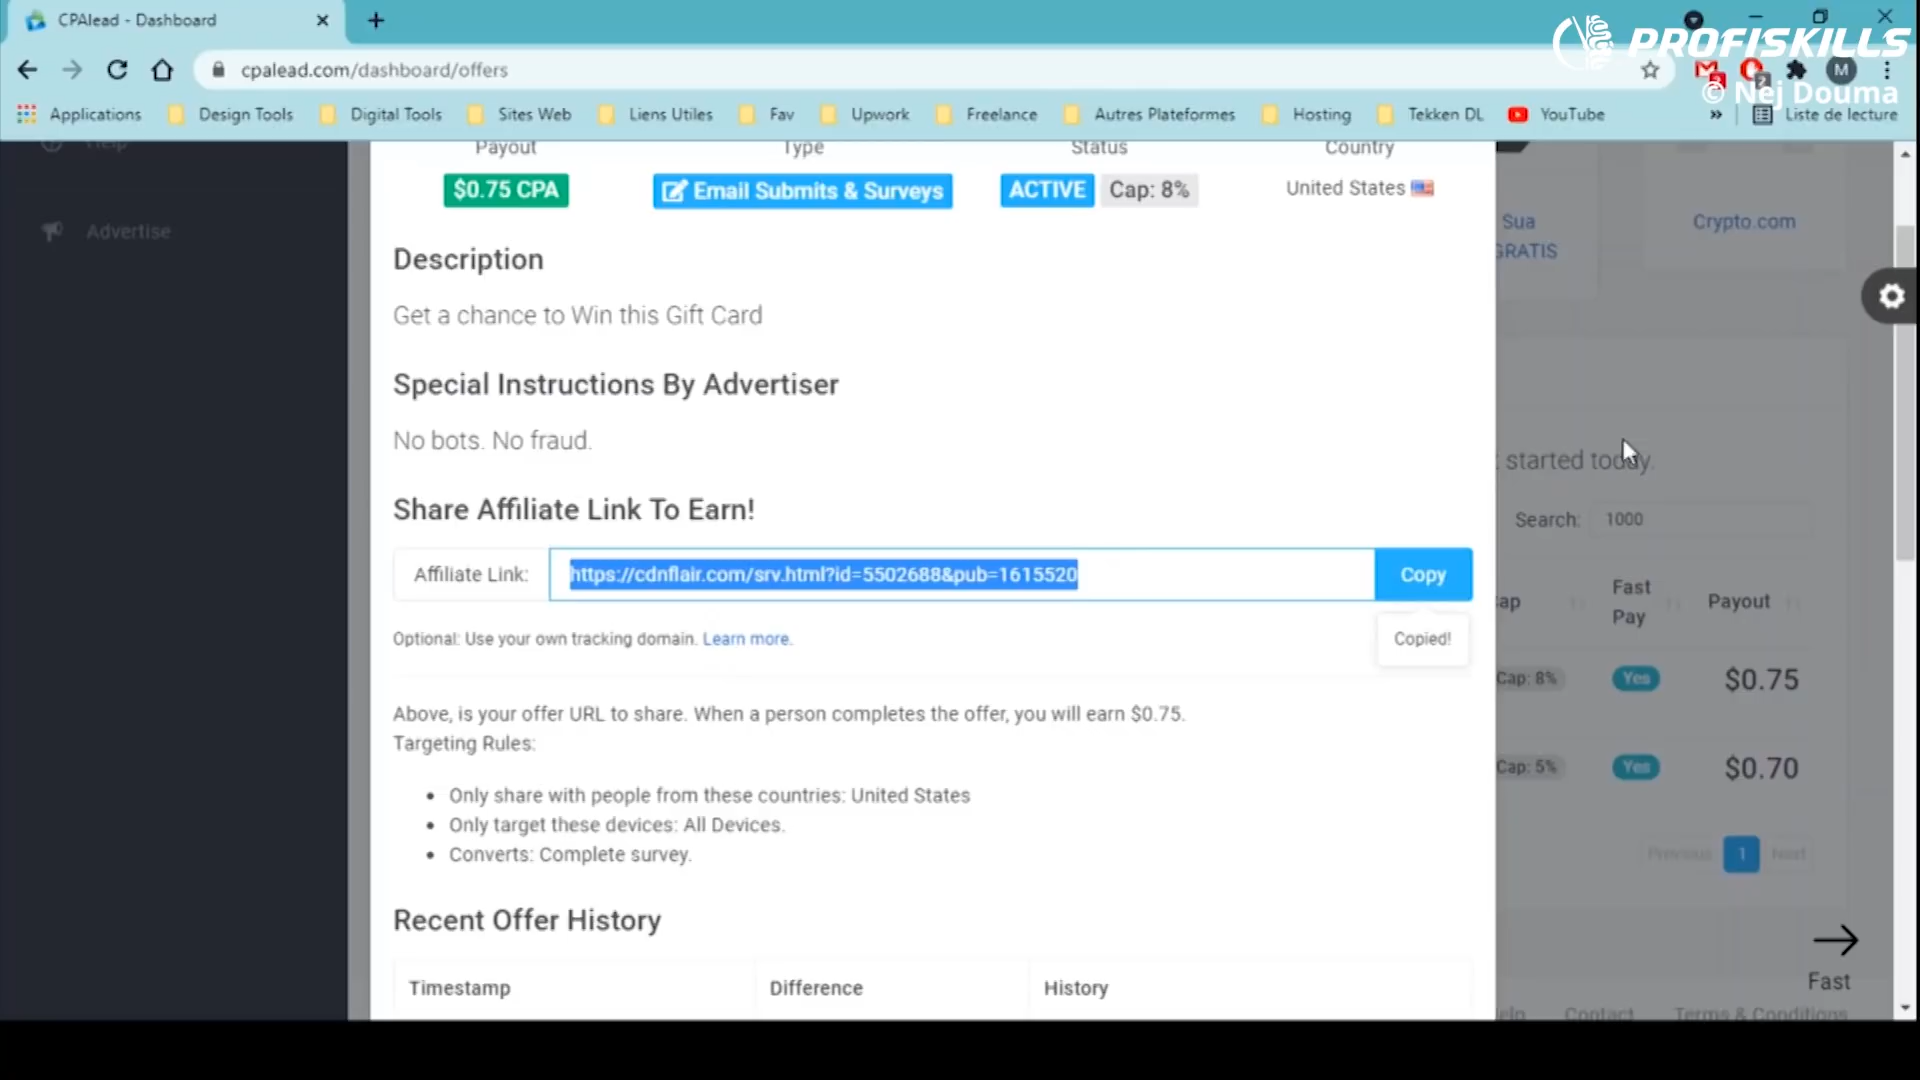 CPAlead - Dashboard
PROFISKILLS
cpalead.com/dashboard/offers
M
© Nej Douma
Applications
Design Tools
Digital Tools
Sites Web
Liens Utiles
Fav
Upwork
Freelance
Autres Plateformes
Hosting
Tekken DL
YouTube
»
Liste de lecture
Help
Advertise
Payout
Type
Status
Country
$0.75 CPA
Email Submits & Surveys
ACTIVE
Cap: 8%
United States
Sua
GRATIS
Crypto.com
Description
Get a chance to Win this Gift Card
Special Instructions By Advertiser
No bots. No fraud.
started today.
Share Affiliate Link To Earn!
Search: 1000
Affiliate Link:
https://cdnflair.com/srv.html?id=5502688&pub=1615520
Copy
Copied!
Optional: Use your own tracking domain. Learn more.
Fast
Pay
Payout
Cap: 8%
Yes
$0.75
Above, is your offer URL to share. When a person completes the offer, you will earn $0.75.
Targeting Rules:
Cap: 5%
Yes
$0.70
• Only share with people from these countries: United States
• Only target these devices: All Devices.
• Converts: Complete survey.
Previous
1
Next
Recent Offer History
Timestamp
Difference
History
Fast
Contact
Terms & Conditions